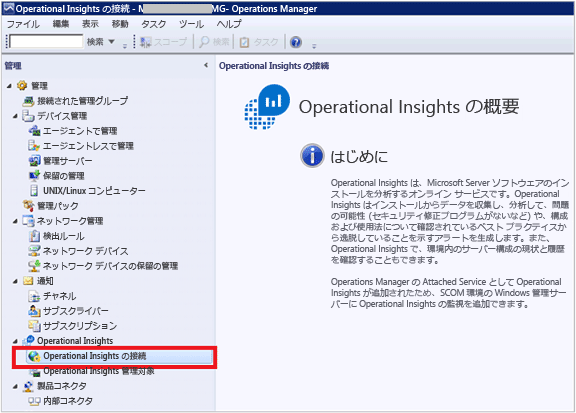 Operational Insights の接続 - M MG- Operations Manager
ファイル 編集 表示 移動 タスク ツール ヘルプ
検索 スコープ 検索 タスク
管理
管理
接続された管理グループ
デバイス管理
エージェントで管理
エージェントレスで管理
管理サーバー
保留の管理
UNIX/Linux コンピューター
管理パック
ネットワーク管理
検出ルール
ネットワーク デバイス
ネットワーク デバイスの保留の管理
通知
チャネル
サブスクライバー
サブスクリプション
Operational Insights
Operational Insights の接続
Operational Insights 管理対象
製品コネクタ
内部コネクタ
Operational Insights の接続
Operational Insights の概要
はじめに
Operational Insights は、Microsoft Server ソフトウェアのイン
ストールを分析するオンライン サービスです。Operational
Insights はインストールからデータを収集し、分析して、問題
の可能性 (セキュリティ修正プログラムがないなど) や、構成
および使用法について確認されているベスト プラクティスか
ら逸脱していることを示すアラートを生成します。また、
Operational Insights で、環境内のサーバー構成の現状と履歴
を確認することもできます。
Operations Manager の Attached Service として Operational
Insights が追加されたため、SCOM 環境の Windows 管理サー
バーに Operational Insights の監視を追加できます。